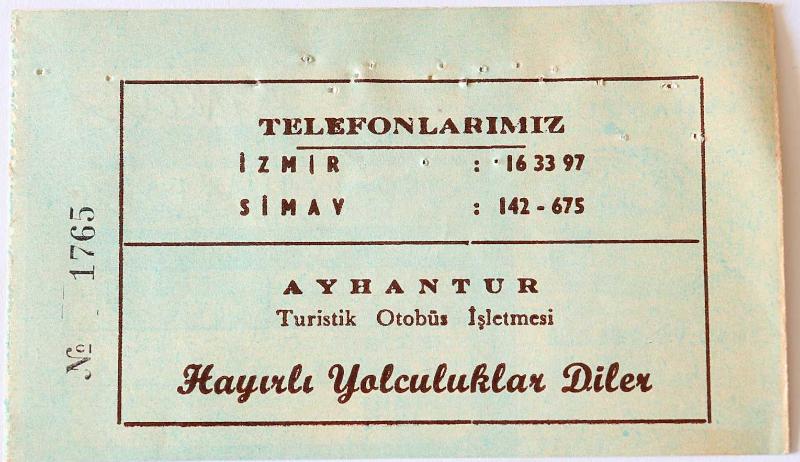 TELEFONLARIMIZ
İZMİR : 16 33 97
SİMAV : 142 - 675
AYHANTUR
Turistik Otobüs İşletmesi
Hayırlı Yolculuklar Diler
№ 1765